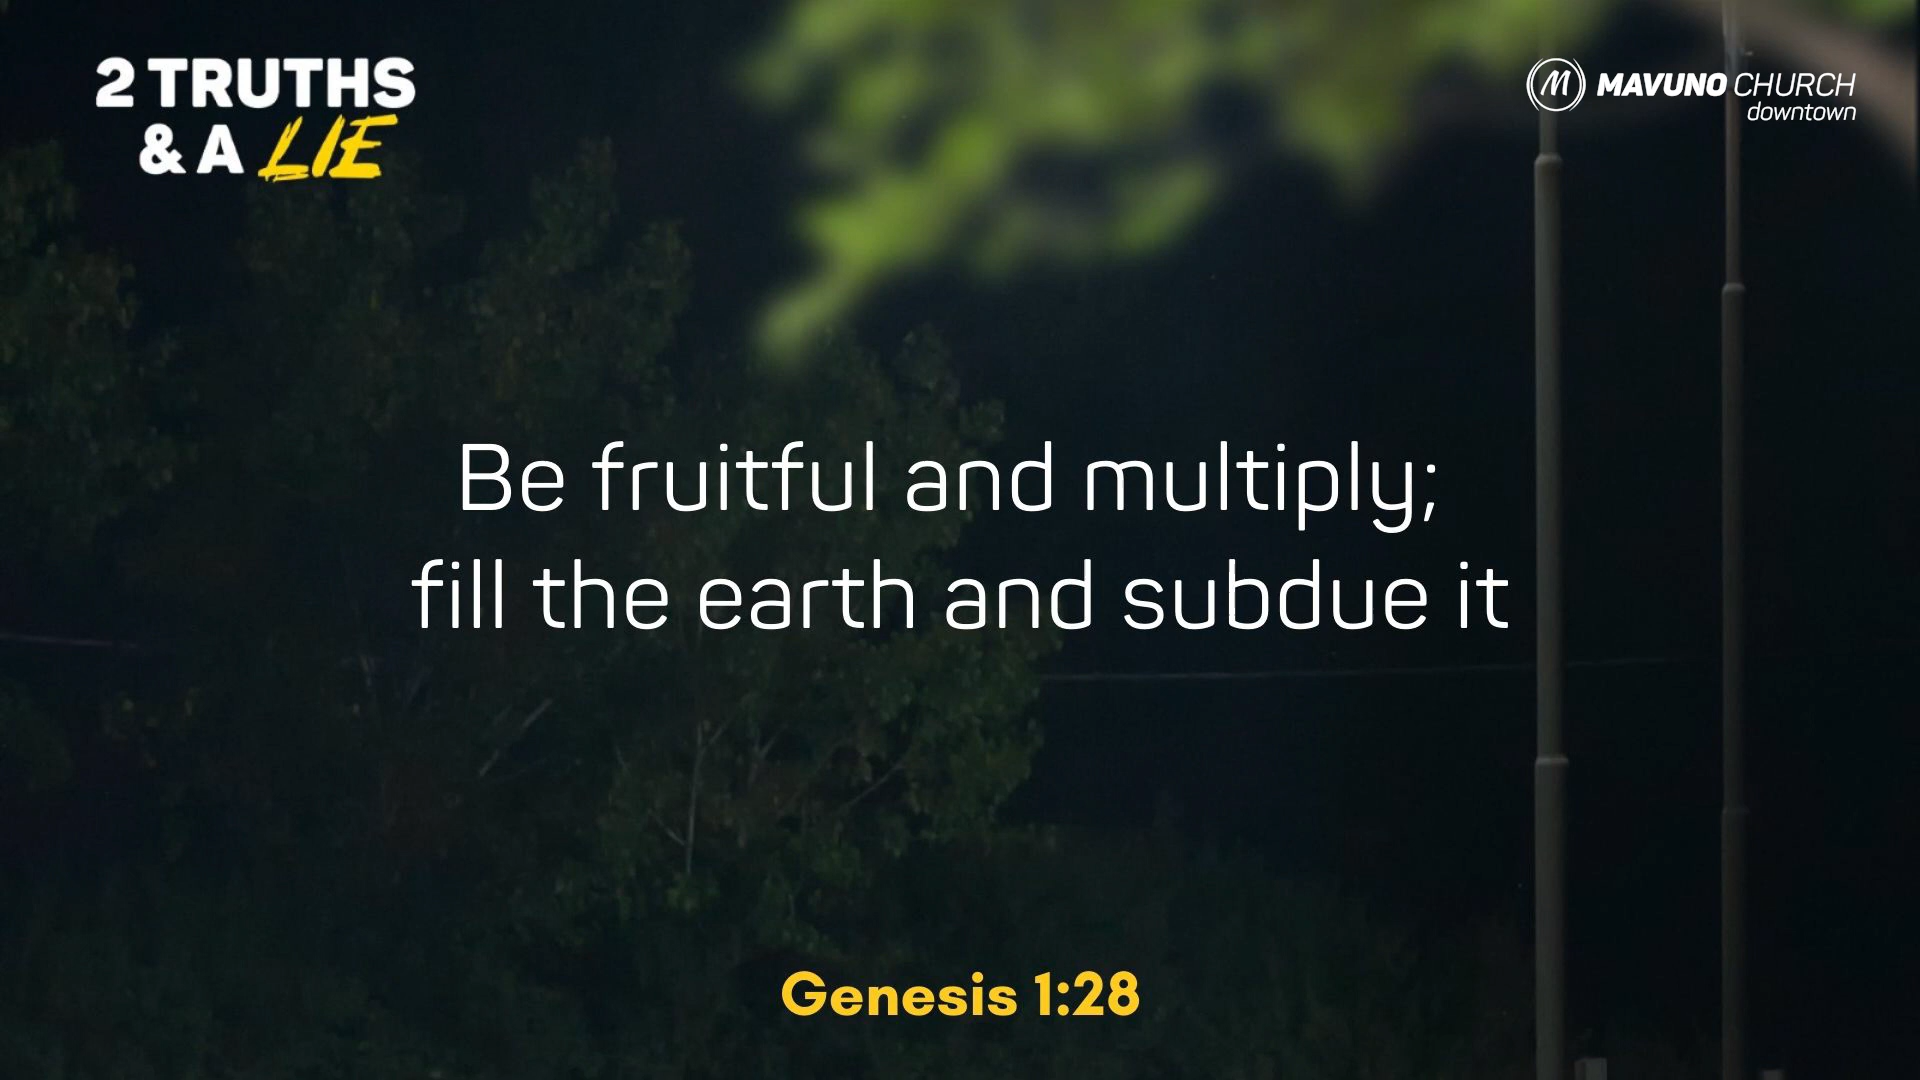 2 TRUTHS
& A LIE
M MAVUNO CHURCH
downtown
Be fruitful and multiply;
fill the earth and subdue it
Genesis 1:28